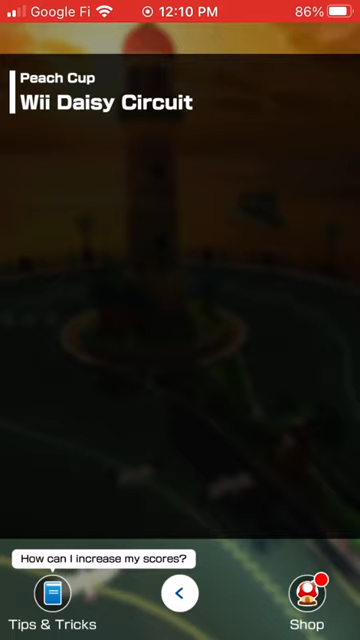 Google Fi 12:10 PM 86%
Peach Cup
Wii Daisy Circuit
How can I increase my scores?
Tips & Tricks Shop